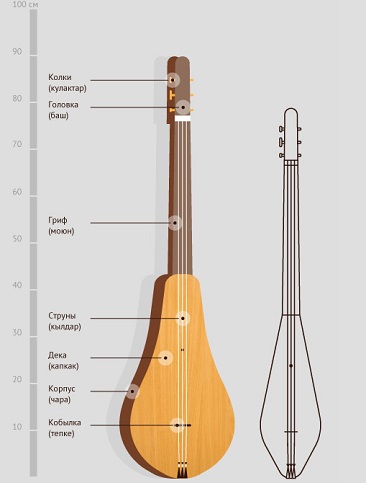 100 см
90
Колки
(кулактар)
80
Головка
(баш)
70
60
Гриф
(моюн)
50
40
Струны
(кылдар)
30
Дека
(капкак)
20
Корпус
(чара)
Кобылка
(тепке)
10